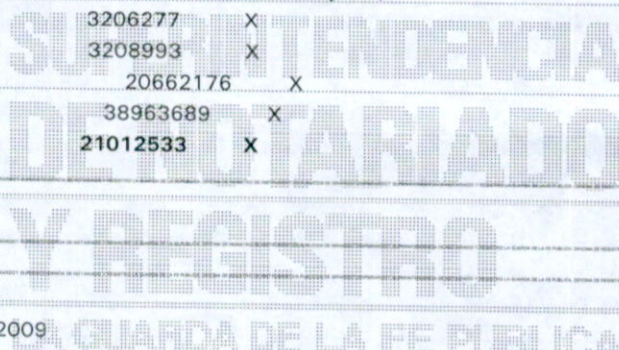 3206277 X
3208993 X
20662176 X
38963689 X
21012533 X
SUPERINTENDENCIA
DE NOTARIADO
Y REGISTRO
2009
LA GUARDA DE LA FE PUBLICA